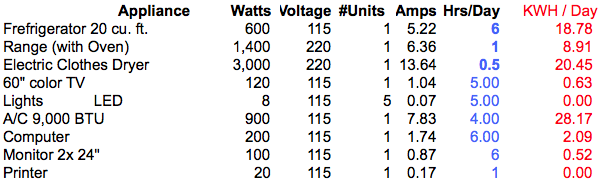 Appliance Watts Voltage #Units Amps Hrs/Day KWH / Day
Frefrigerator 20 cu. ft. 600 115 1 5.22 6 18.78
Range (with Oven) 1,400 220 1 6.36 1 8.91
Electric Clothes Dryer 3,000 220 1 13.64 0.5 20.45
60" color TV 120 115 1 1.04 5.00 0.63
Lights LED 8 115 5 0.07 5.00 0.00
A/C 9,000 BTU 900 115 1 7.83 4.00 28.17
Computer 200 115 1 1.74 6.00 2.09
Monitor 2x 24" 100 115 1 0.87 6 0.52
Printer 20 115 1 0.17 1 0.00